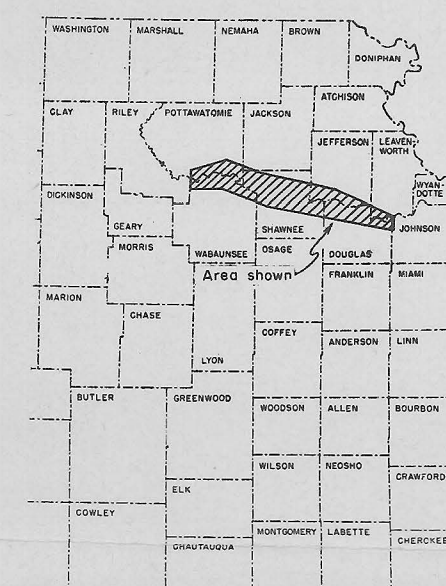 WASHINGTON
MARSHALL
NEMAHA
BROWN
DONIPHAN
ATCHISON
CLAY
RILEY
POTTAWATOMIE
JACKSON
JEFFERSON
LEAVEN-
WORTH
WYAN-
DOTTE
DICKINSON
GEARY
SHAWNEE
JOHNSON
MORRIS
WABAUNSEE
OSAGE
DOUGLAS
Area shown
FRANKLIN
MIAMI
MARION
CHASE
LYON
COFFEY
ANDERSON
LINN
BUTLER
GREENWOOD
WOODSON
ALLEN
BOURBON
WILSON
NEOSHO
CRAWFORD
ELK
COWLEY
MONTGOMERY
LABETTE
CHEROKEE
CHAUTAUQUA